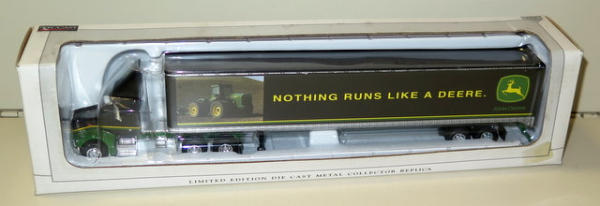 NOTHING RUNS LIKE A DEERE.
JOHN DEERE
LIMITED EDITION DIE CAST METAL COLLECTOR REPLICA